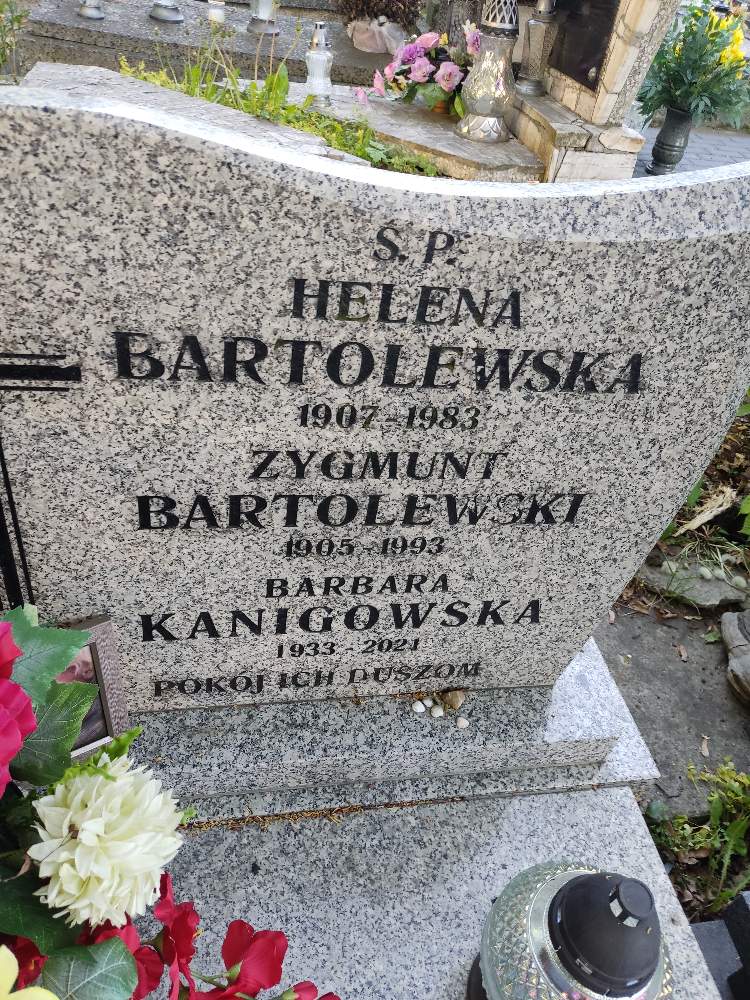 S. P.
HELENA
BARTOLEWSKA
1907-1983
ZYGMUNT
BARTOLEWSKI
1905-1993
BARBARA
KANIGOWSKA
1933-2021
POKÓJ ICH DUSZOM